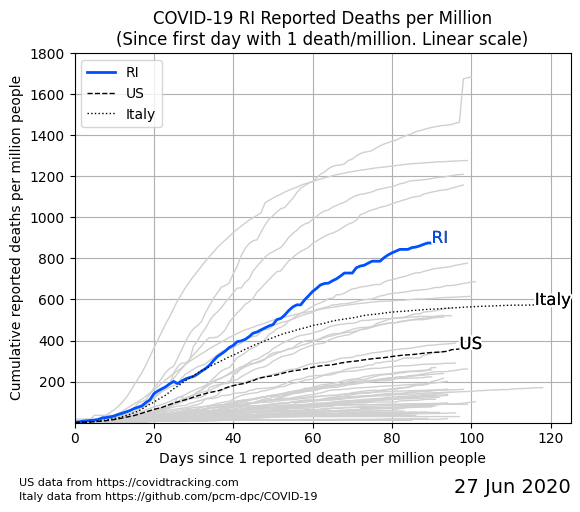 COVID-19 RI Reported Deaths per Million
(Since first day with 1 death/million. Linear scale)
Cumulative reported deaths per million people
1800
1600
1400
1200
1000
800
600
400
200
RI
US
Italy
RI
Italy
US
0
20
40
60
80
100
120
Days since 1 reported death per million people
US data from https://covidtracking.com
Italy data from https://github.com/pcm-dpc/COVID-19
27 Jun 2020